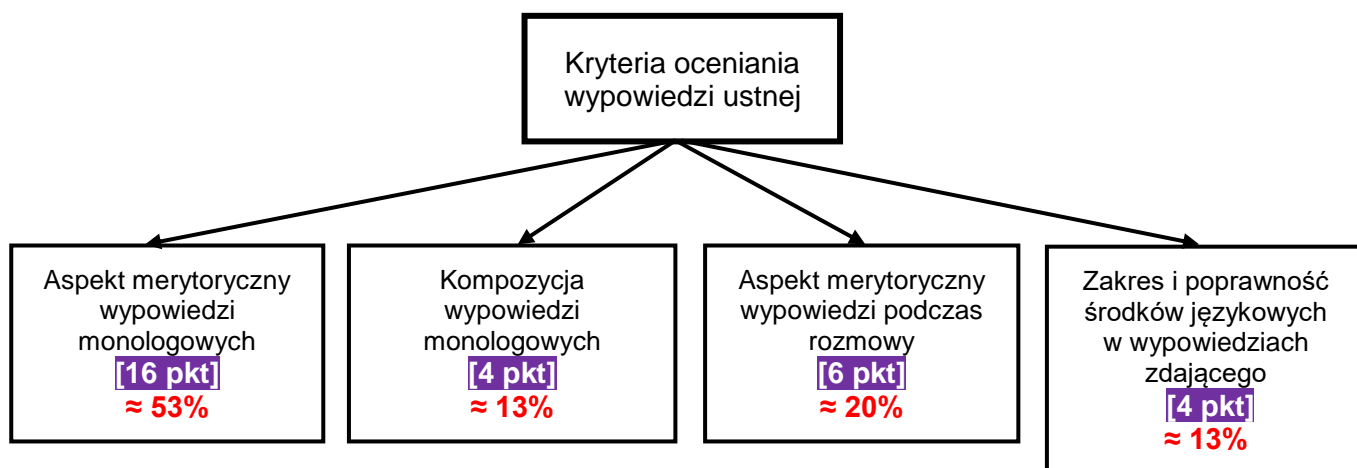 Kryteria oceniania
wypowiedzi ustnej
Aspekt merytoryczny
wypowiedzi
monologowych
[16 pkt]
≈ 53%
Kompozycja
wypowiedzi
monologowych
[4 pkt]
≈ 13%
Aspekt merytoryczny
wypowiedzi podczas
rozmowy
[6 pkt]
≈ 20%
Zakres i poprawność
środków językowych
w wypowiedziach
zdającego
[4 pkt]
≈ 13%